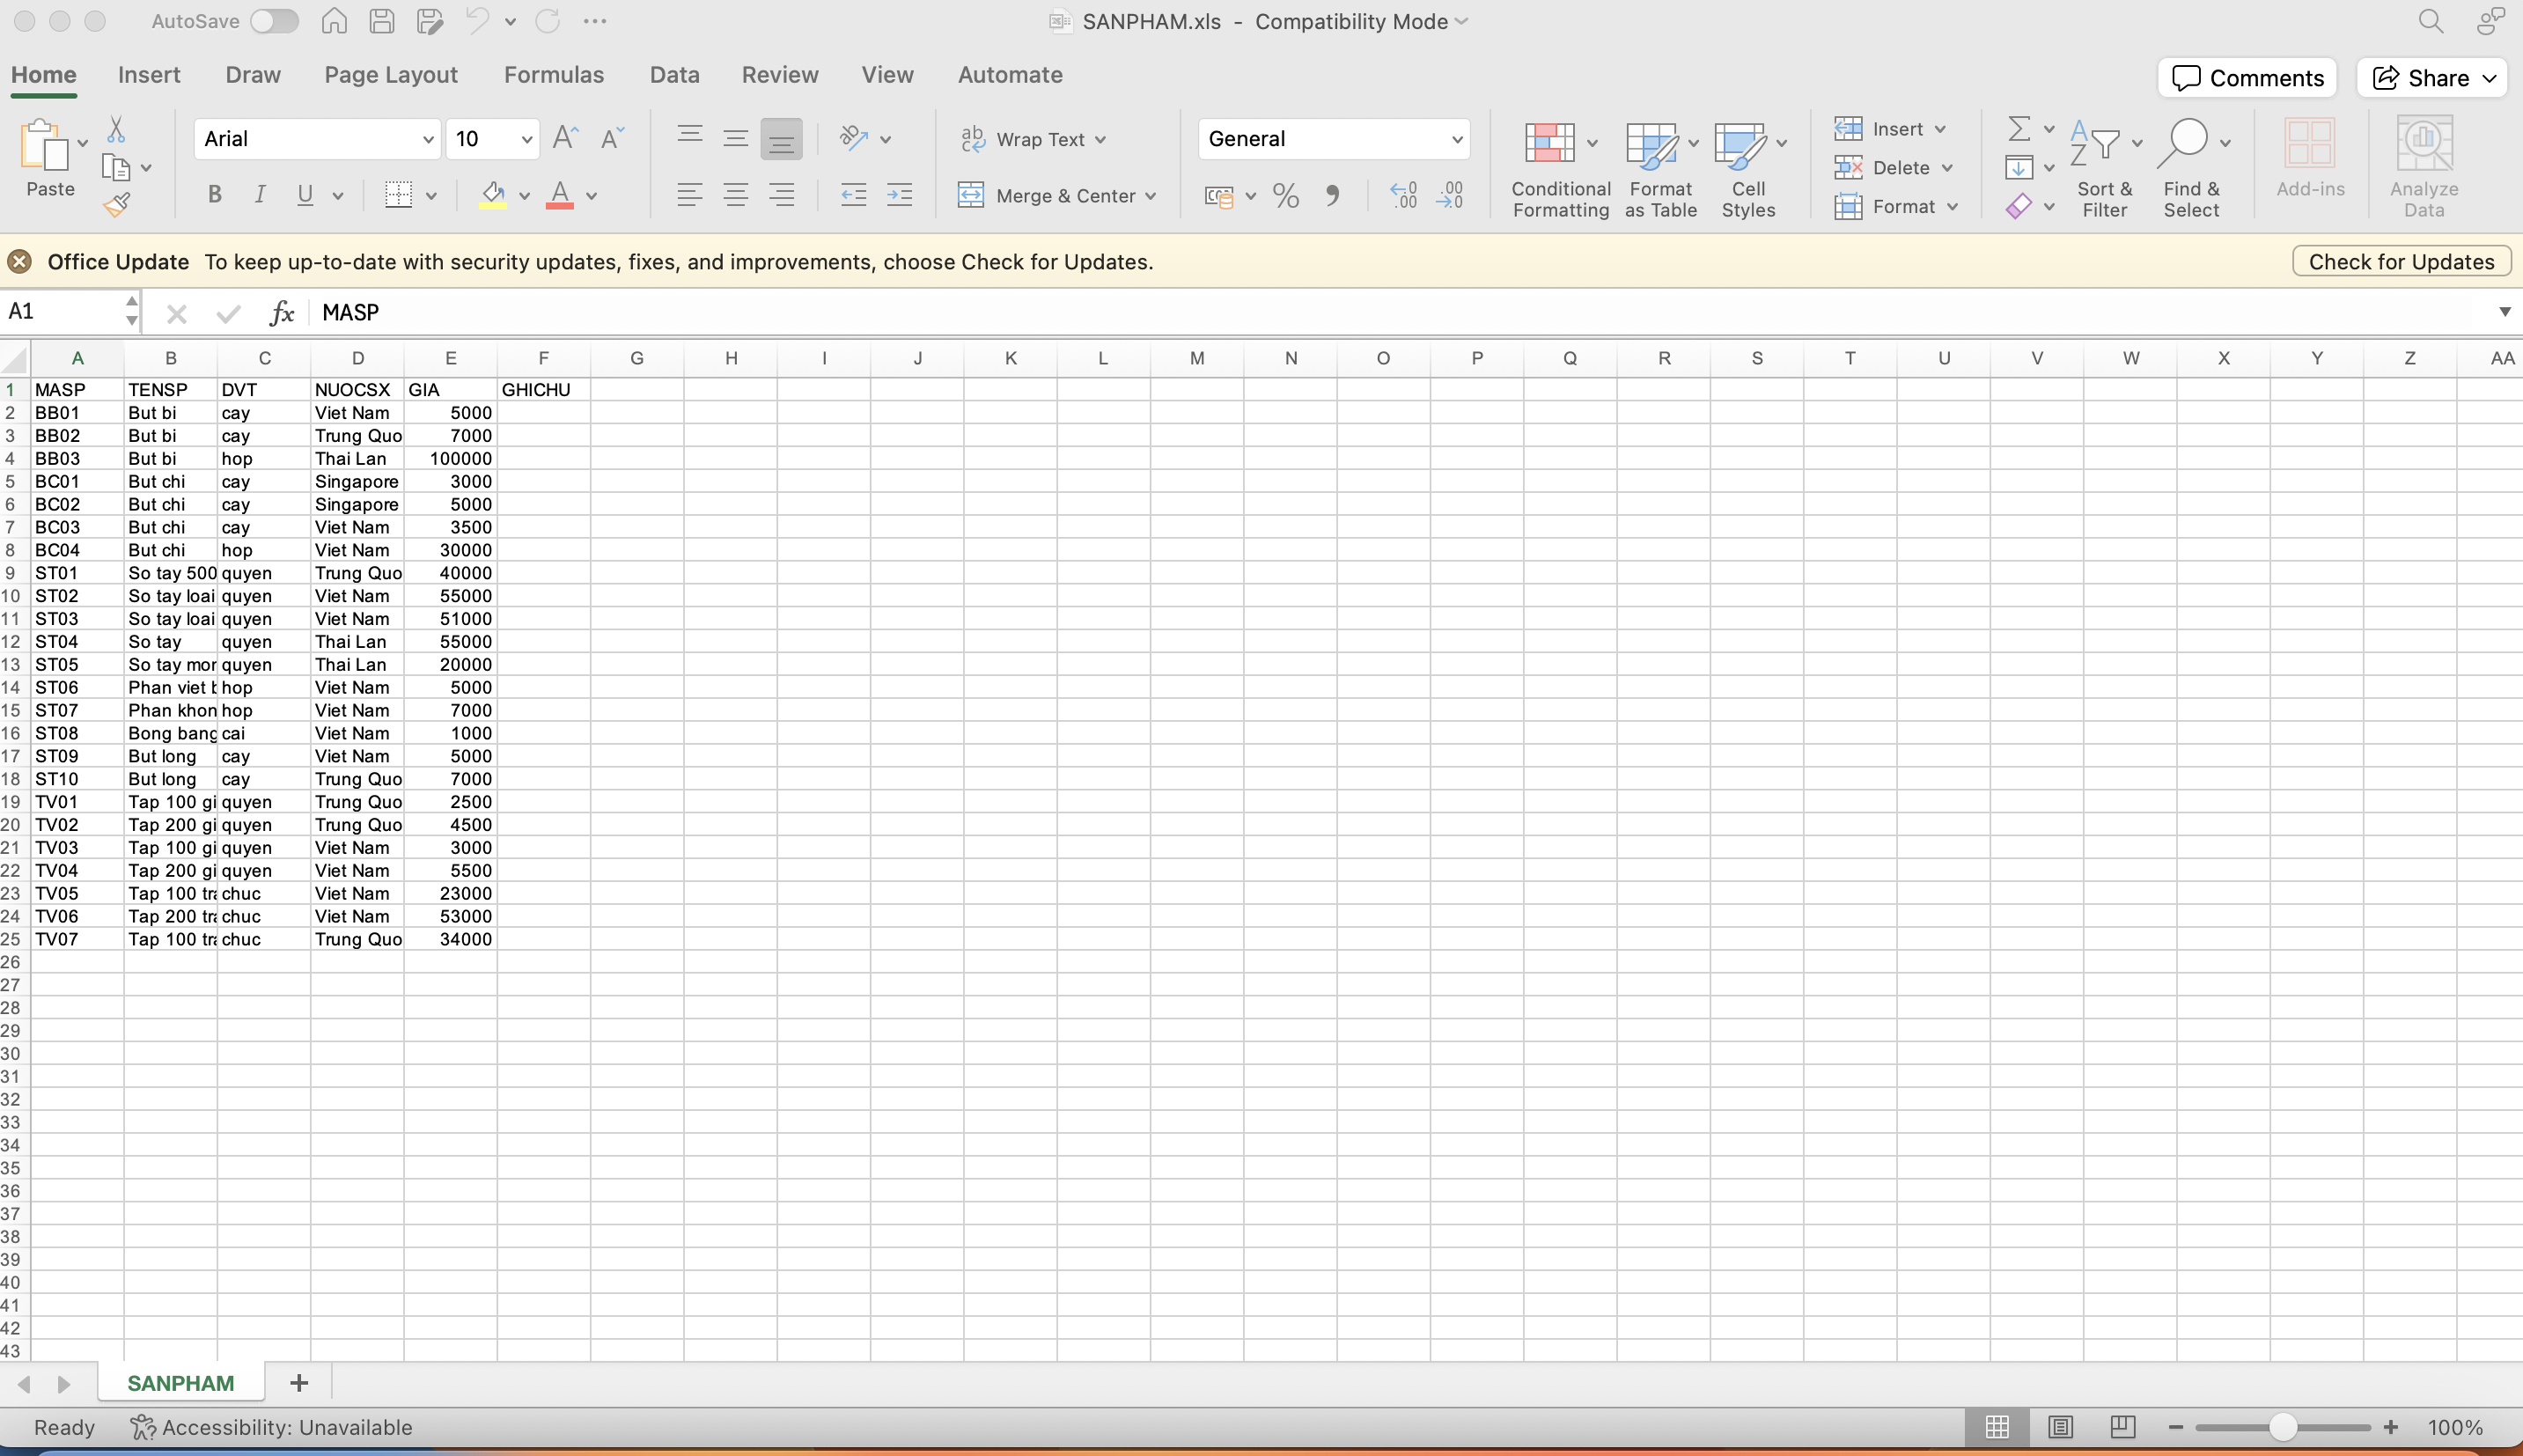 AutoSave
SANPHAM.xls - Compatibility Mode
Home Insert Draw Page Layout Formulas Data Review View Automate
Comments Share
Paste
Arial 10
B I U
Wrap Text
Merge & Center
General
Conditional Formatting
Format as Table
Cell Styles
Insert
Delete
Format
Sort & Filter
Find & Select
Add-ins
Analyze Data
Office Update To keep up-to-date with security updates, fixes, and improvements, choose Check for Updates.
Check for Updates
A1 fx MASP
A B C D E F G H I J K L M N O P Q R S T U V W X Y Z AA
1 MASP TENSP DVT NUOCSX GIA GHICHU
2 BB01 But bi cay Viet Nam 5000
3 BB02 But bi cay Trung Quo 7000
4 BB03 But bi hop Thai Lan 100000
5 BC01 But chi cay Singapore 3000
6 BC02 But chi cay Singapore 5000
7 BC03 But chi cay Viet Nam 3500
8 BC04 But chi hop Viet Nam 30000
9 ST01 So tay 500 quyen Trung Quo 40000
10 ST02 So tay loai quyen Viet Nam 55000
11 ST03 So tay loai quyen Viet Nam 51000
12 ST04 So tay quyen Thai Lan 55000
13 ST05 So tay mon quyen Thai Lan 20000
14 ST06 Phan viet b hop Viet Nam 5000
15 ST07 Phan khon hop Viet Nam 7000
16 ST08 Bong bang cai Viet Nam 1000
17 ST09 But long cay Viet Nam 5000
18 ST10 But long cay Trung Quo 7000
19 TV01 Tap 100 gi quyen Trung Quo 2500
20 TV02 Tap 200 gi quyen Trung Quo 4500
21 TV03 Tap 100 gi quyen Viet Nam 3000
22 TV04 Tap 200 gi quyen Viet Nam 5500
23 TV05 Tap 100 tra chuc Viet Nam 23000
24 TV06 Tap 200 tra chuc Viet Nam 53000
25 TV07 Tap 100 tra chuc Trung Quo 34000
26
27
28
29
30
31
32
33
34
35
36
37
38
39
40
41
42
43
SANPHAM +
Ready Accessibility: Unavailable 100%